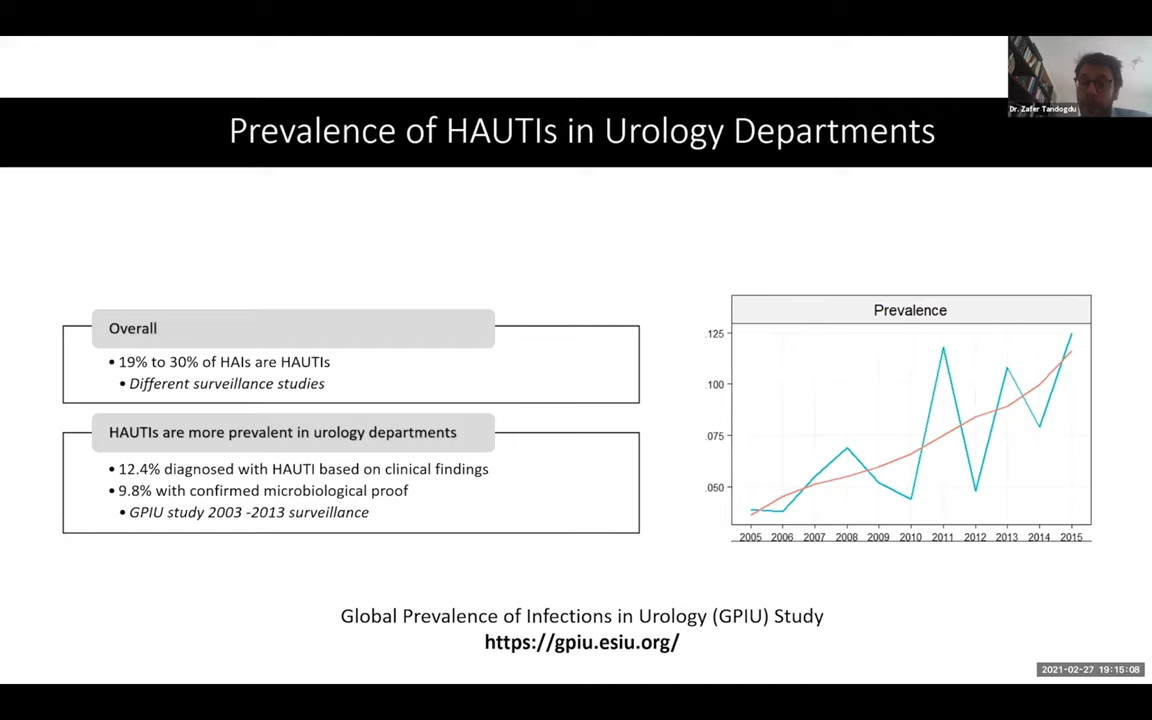 Dr. Zafer Tandogdu
Prevalence of HAUTIs in Urology Departments
Overall
• 19% to 30% of HAIs are HAUTIs
• Different surveillance studies
HAUTIs are more prevalent in urology departments
• 12.4% diagnosed with HAUTI based on clinical findings
• 9.8% with confirmed microbiological proof
• GPIU study 2003 -2013 surveillance
Prevalence
.125
.100
.075
.050
2005 2006 2007 2008 2009 2010 2011 2012 2013 2014 2015
Global Prevalence of Infections in Urology (GPIU) Study
https://gpiu.esiu.org/
2021-02-27 19:15:08